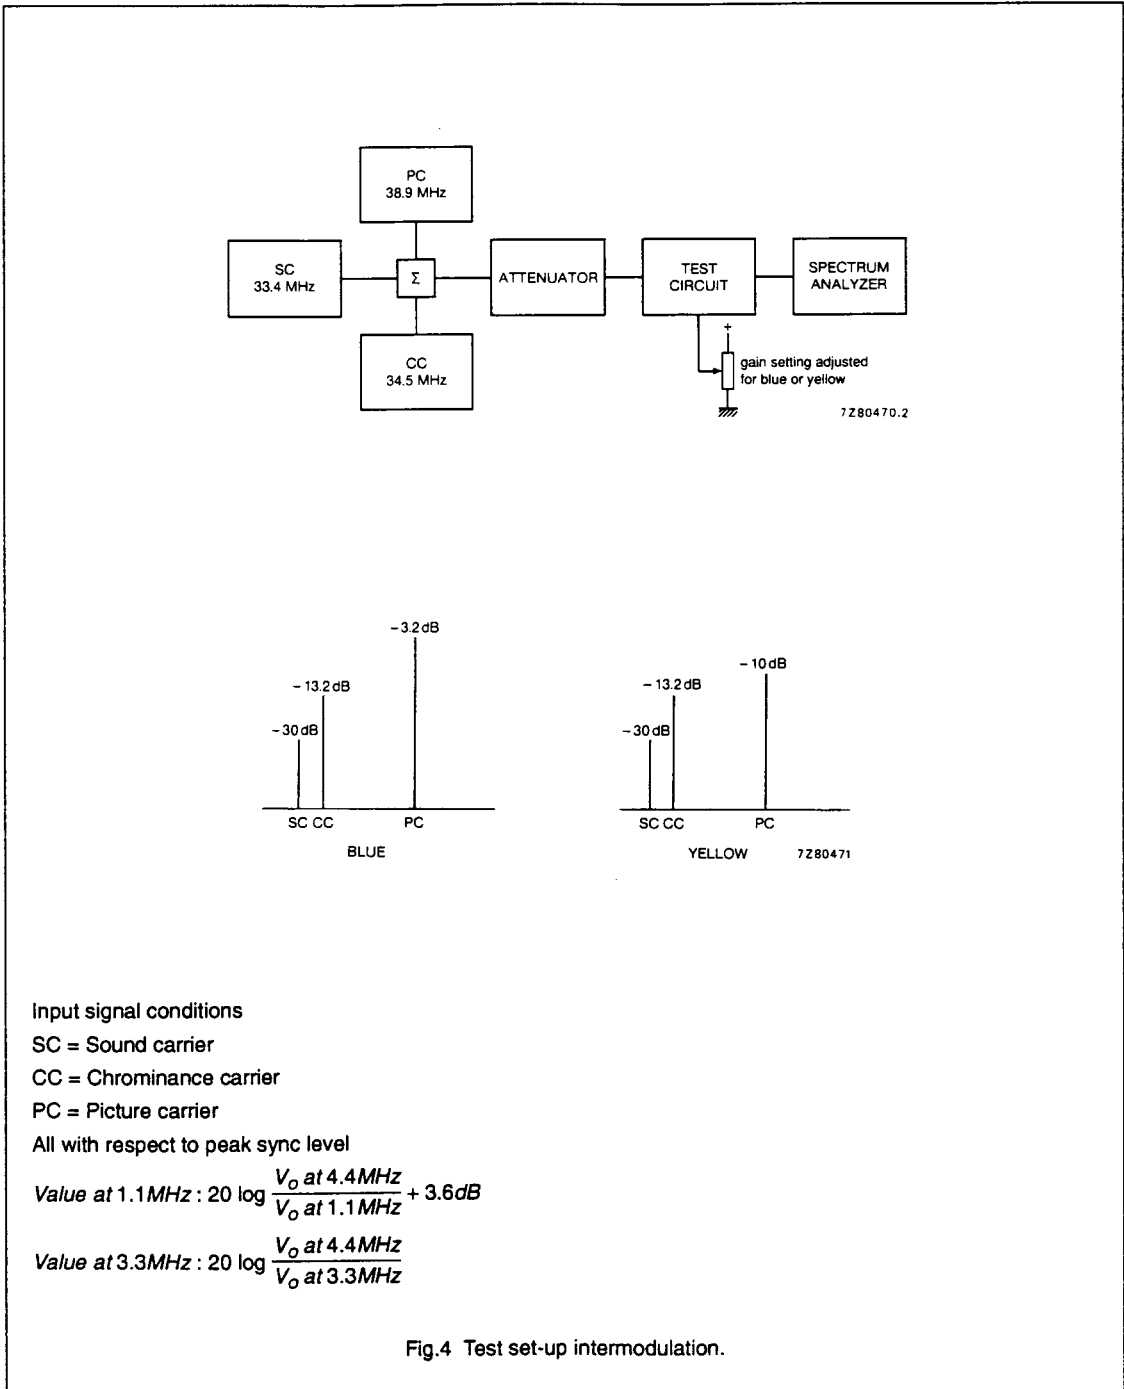 PC
38.9 MHz
SC
33.4 MHz
Σ
ATTENUATOR
TEST
CIRCUIT
SPECTRUM
ANALYZER
CC
34.5 MHz
+
gain setting adjusted
for blue or yellow
7Z80470.2
−3.2dB
−13.2dB
−30dB
SC CC PC
BLUE
−10dB
−13.2dB
−30dB
SC CC PC
YELLOW 7Z80471
Input signal conditions
SC = Sound carrier
CC = Chrominance carrier
PC = Picture carrier
All with respect to peak sync level
Value at 1.1MHz : 20 log V_o at 4.4MHz / V_o at 1.1MHz + 3.6dB
Value at 3.3MHz : 20 log V_o at 4.4MHz / V_o at 3.3MHz
Fig.4 Test set-up intermodulation.